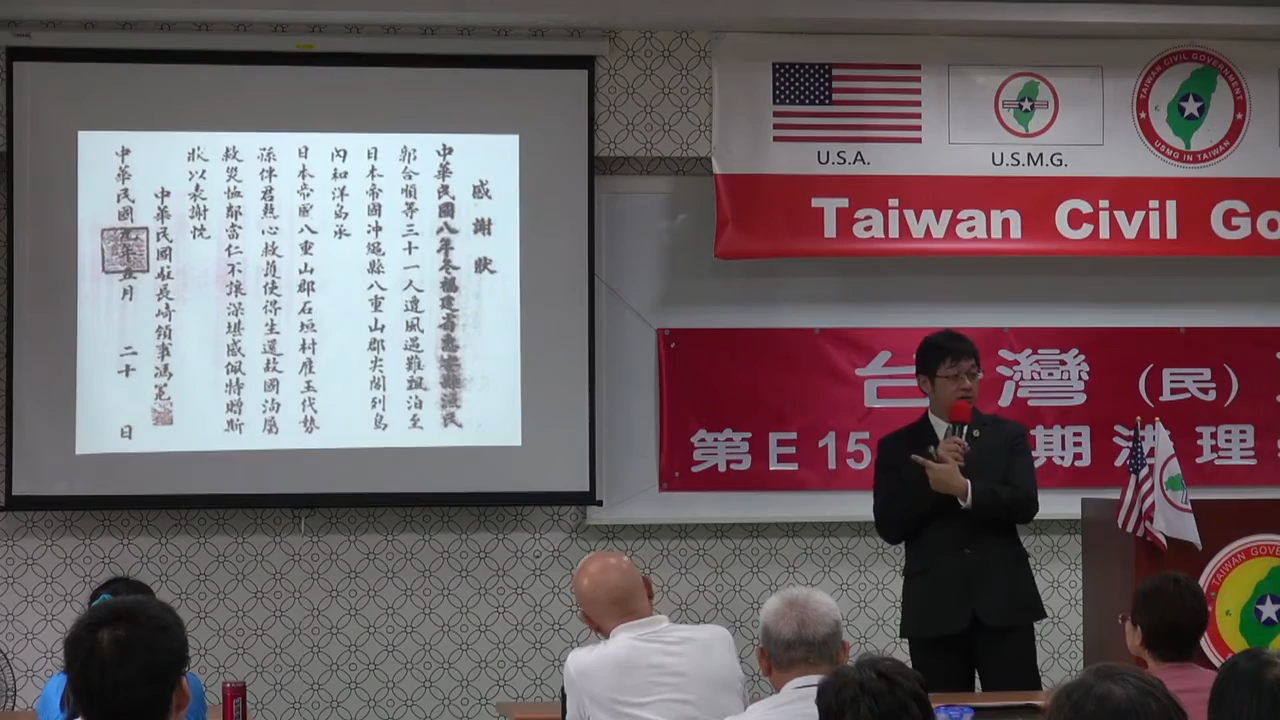 感謝狀
中華民國八年冬福建省惠安縣漁民
郭合順等三十一人遭風遇難飄泊至
日本帝國沖繩縣八重山郡尖閣列島
內和洋島承
日本帝國八重山郡石垣村雇玉代勢
孫伴君熱心救護使得生還故國洵屬
救災恤鄰當仁不讓深堪感佩特贈斯
狀以表謝忱
中華民國駐長崎領事馮冕
中華民國九年五月二十日
U.S.A.
U.S.M.G.
TAIWAN CIVIL GOVERNMENT
USMG IN TAIWAN
Taiwan Civil Go
台灣(民)
第E15 期 法理
TAIWAN GOVERN